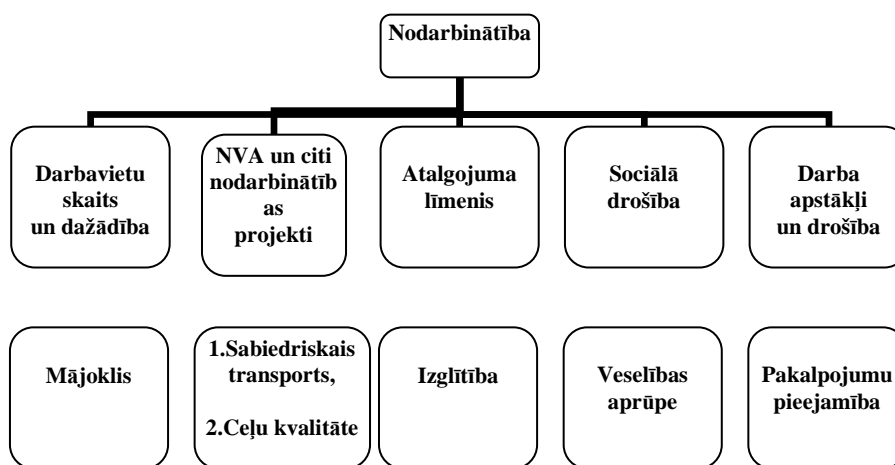 Nodarbinātība
Darbavietu
skaits
un dažādība
NVA un citi
nodarbinātīb
as
projekti
Atalgojuma
līmenis
Sociālā
drošība
Darba
apstākļi
un drošība
Mājoklis
1.Sabiedriskais
transports,
2.Ceļu kvalitāte
Izglītība
Veselības
aprūpe
Pakalpojumu
pieejamība